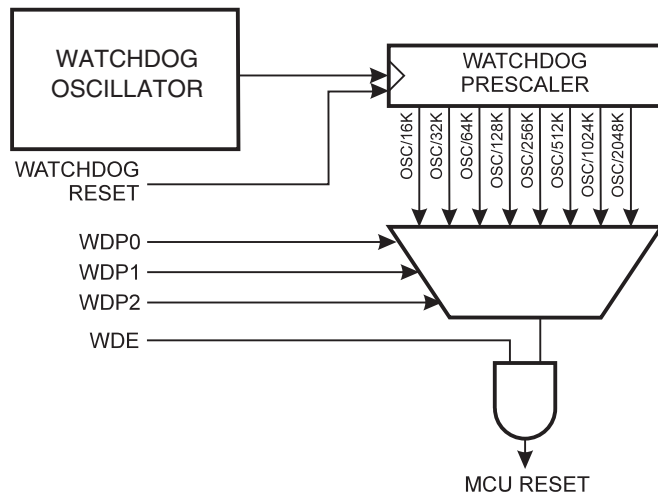 WATCHDOG
OSCILLATOR
WATCHDOG
PRESCALER
OSC/16K
OSC/32K
OSC/64K
OSC/128K
OSC/256K
OSC/512K
OSC/1024K
OSC/2048K
WATCHDOG
RESET
WDP0
WDP1
WDP2
WDE
MCU RESET